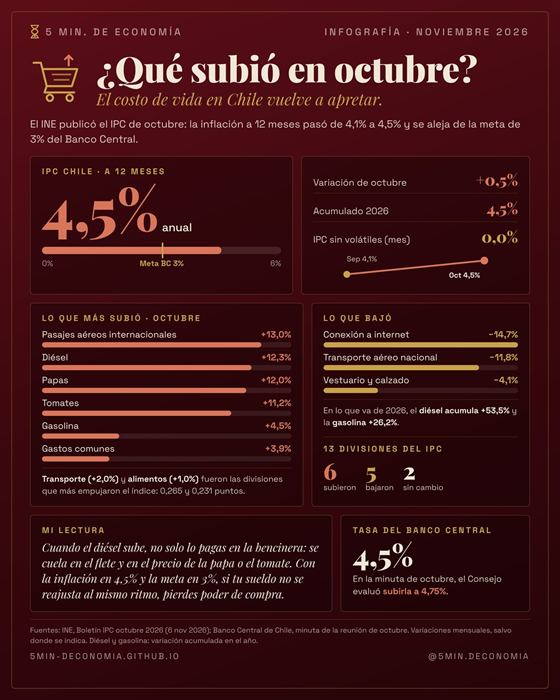 5 MIN. DE ECONOMÍA
INFOGRAFÍA · NOVIEMBRE 2026
¿Qué subió en octubre?
El costo de vida en Chile vuelve a apretar.
El INE publicó el IPC de octubre: la inflación a 12 meses pasó de 4,1% a 4,5% y se aleja de la meta de
3% del Banco Central.
IPC CHILE · A 12 MESES
4,5% anual
0%
Meta BC 3%
6%
Variación de octubre +0,5%
Acumulado 2026 4,5%
IPC sin volátiles (mes) 0,0%
Sep 4,1%
Oct 4,5%
LO QUE MÁS SUBIÓ · OCTUBRE
Pasajes aéreos internacionales +13,0%
Diésel +12,3%
Papas +12,0%
Tomates +11,2%
Gasolina +4,5%
Gastos comunes +3,9%
Transporte (+2,0%) y alimentos (+1,0%) fueron las divisiones
que más empujaron el índice: 0,265 y 0,231 puntos.
LO QUE BAJÓ
Conexión a internet −14,7%
Transporte aéreo nacional −11,8%
Vestuario y calzado −4,1%
En lo que va de 2026, el diésel acumula +53,5% y
la gasolina +26,2%.
13 DIVISIONES DEL IPC
6 5 2
subieron bajaron sin cambio
MI LECTURA
Cuando el diésel sube, no solo lo pagas en la bencinera: se
cuela en el flete y en el precio de la papa o el tomate. Con
la inflación en 4,5% y la meta en 3%, si tu sueldo no se
reajusta al mismo ritmo, pierdes poder de compra.
TASA DEL BANCO CENTRAL
4,5%
En la minuta de octubre, el Consejo
evaluó subirla a 4,75%.
Fuentes: INE, Boletín IPC octubre 2026 (6 nov 2026); Banco Central de Chile, minuta de la reunión de octubre. Variaciones mensuales, salvo
donde se indica. Diésel y gasolina: variación acumulada en el año.
5MIN-DECONOMIA.GITHUB.IO
@5MIN.DECONOMIA